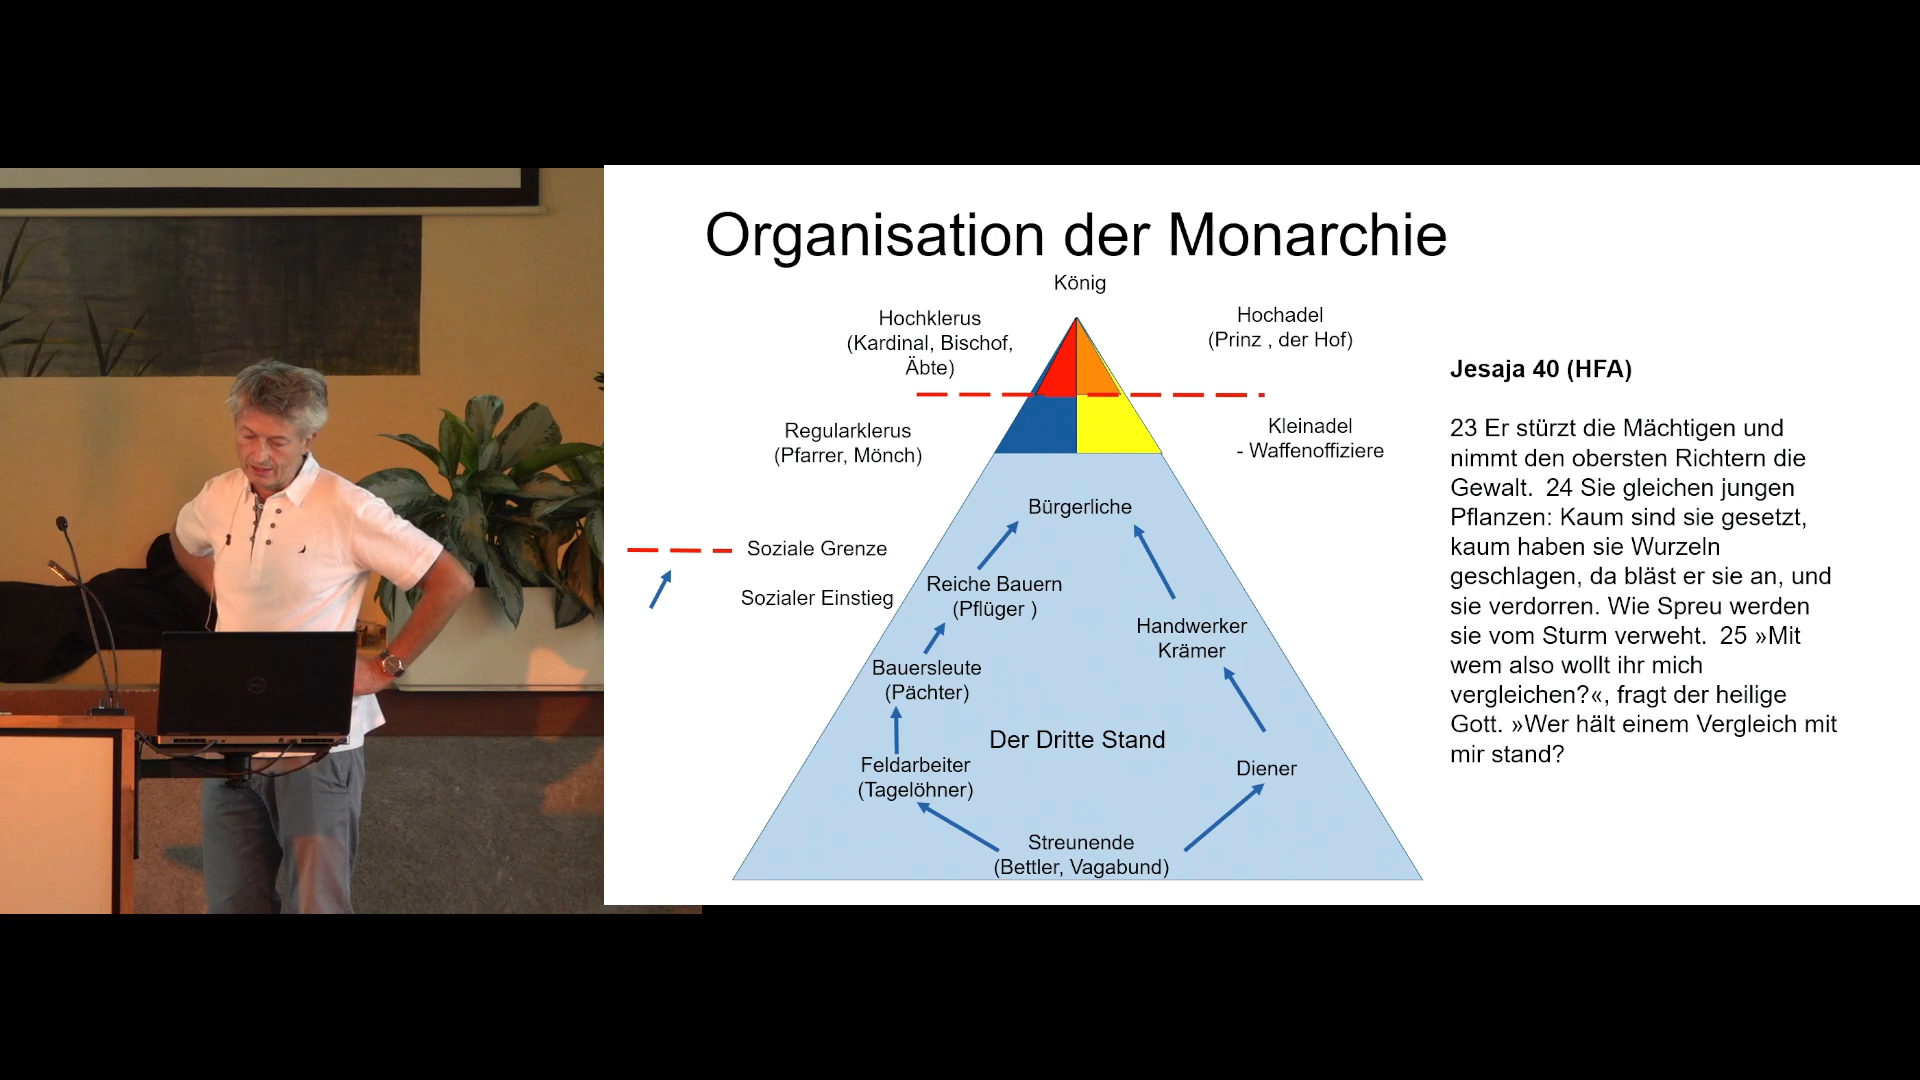 Organisation der Monarchie
König
Hochklerus
(Kardinal, Bischof,
Äbte)
Hochadel
(Prinz , der Hof)
Regularklerus
(Pfarrer, Mönch)
Kleinadel
- Waffenoffiziere
Soziale Grenze
Sozialer Einstieg
Bürgerliche
Reiche Bauern
(Pflüger )
Handwerker
Krämer
Bauersleute
(Pächter)
Der Dritte Stand
Feldarbeiter
(Tagelöhner)
Diener
Streunende
(Bettler, Vagabund)
Jesaja 40 (HFA)
23 Er stürzt die Mächtigen und
nimmt den obersten Richtern die
Gewalt.  24 Sie gleichen jungen
Pflanzen: Kaum sind sie gesetzt,
kaum haben sie Wurzeln
geschlagen, da bläst er sie an, und
sie verdorren. Wie Spreu werden
sie vom Sturm verweht.  25 »Mit
wem also wollt ihr mich
vergleichen?«, fragt der heilige
Gott. »Wer hält einem Vergleich mit
mir stand?